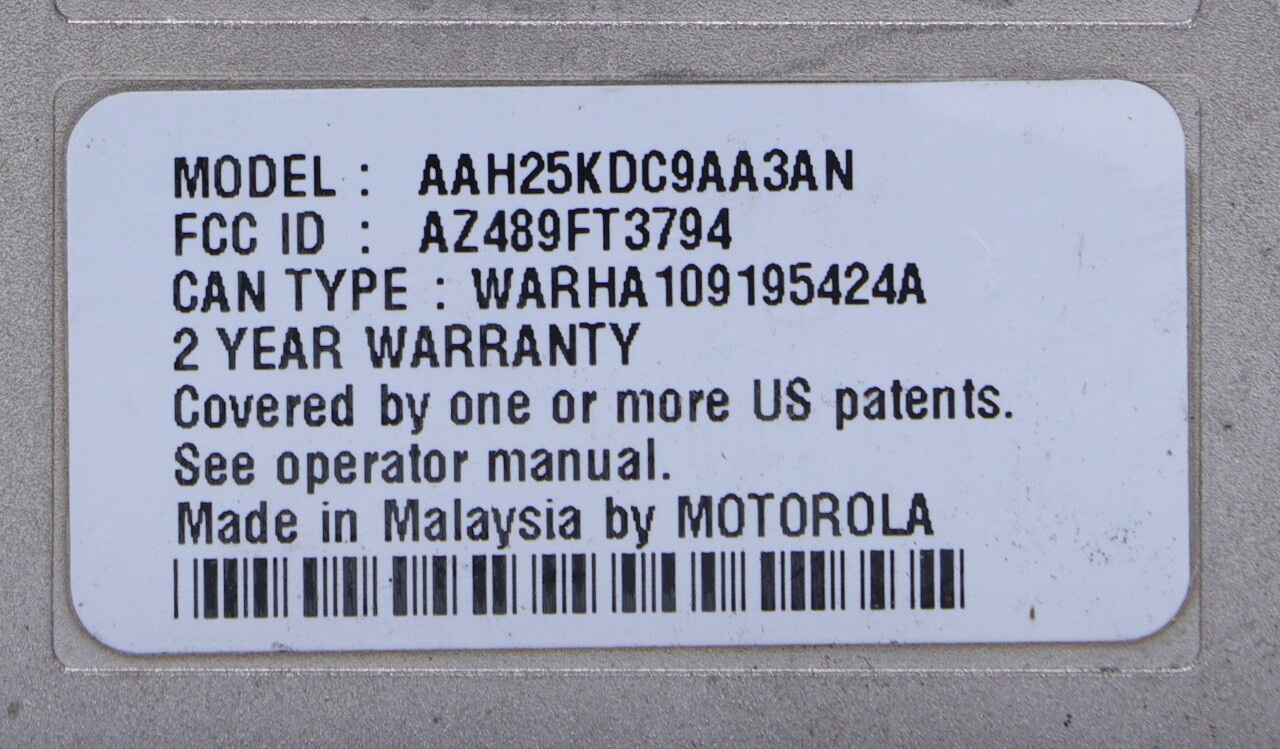 MODEL : AAH25KDC9AA3AN
FCC ID : AZ489FT3794
CAN TYPE : WARHA109195424A
2 YEAR WARRANTY
Covered by one or more US patents.
See operator manual.
Made in Malaysia by MOTOROLA